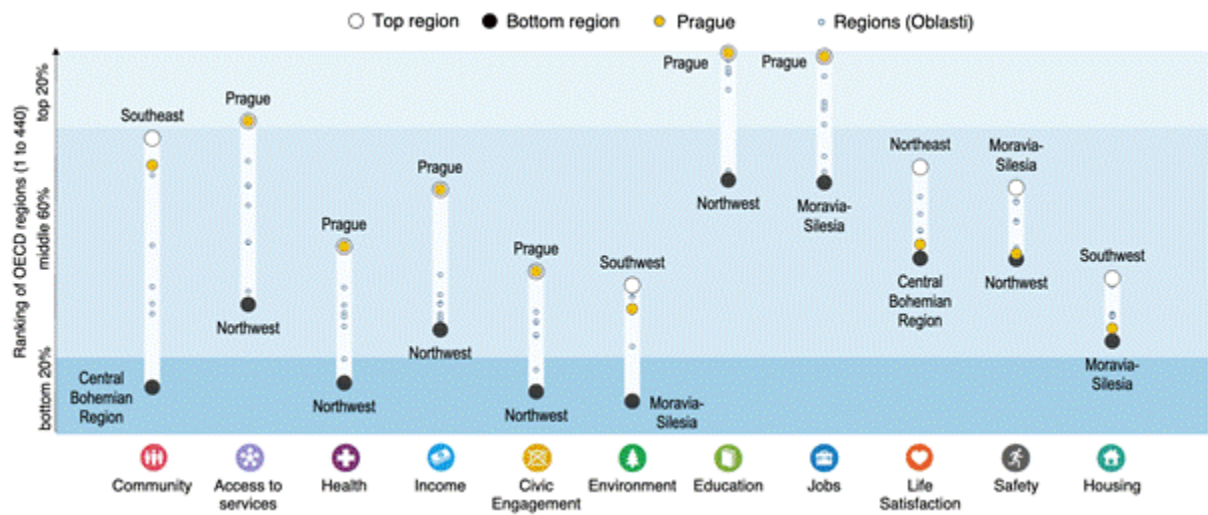 Top region
Bottom region
Prague
Regions (Oblasti)
Ranking of OECD regions (1 to 440)
top 20%
middle 60%
bottom 20%
Southeast
Central
Bohemian
Region
Prague
Northwest
Prague
Northwest
Prague
Northwest
Prague
Northwest
Southwest
Moravia-
Silesia
Prague
Northwest
Prague
Moravia-
Silesia
Northeast
Central
Bohemian
Region
Moravia-
Silesia
Northwest
Southwest
Moravia-
Silesia
Community
Access to
services
Health
Income
Civic
Engagement
Environment
Education
Jobs
Life
Satisfaction
Safety
Housing